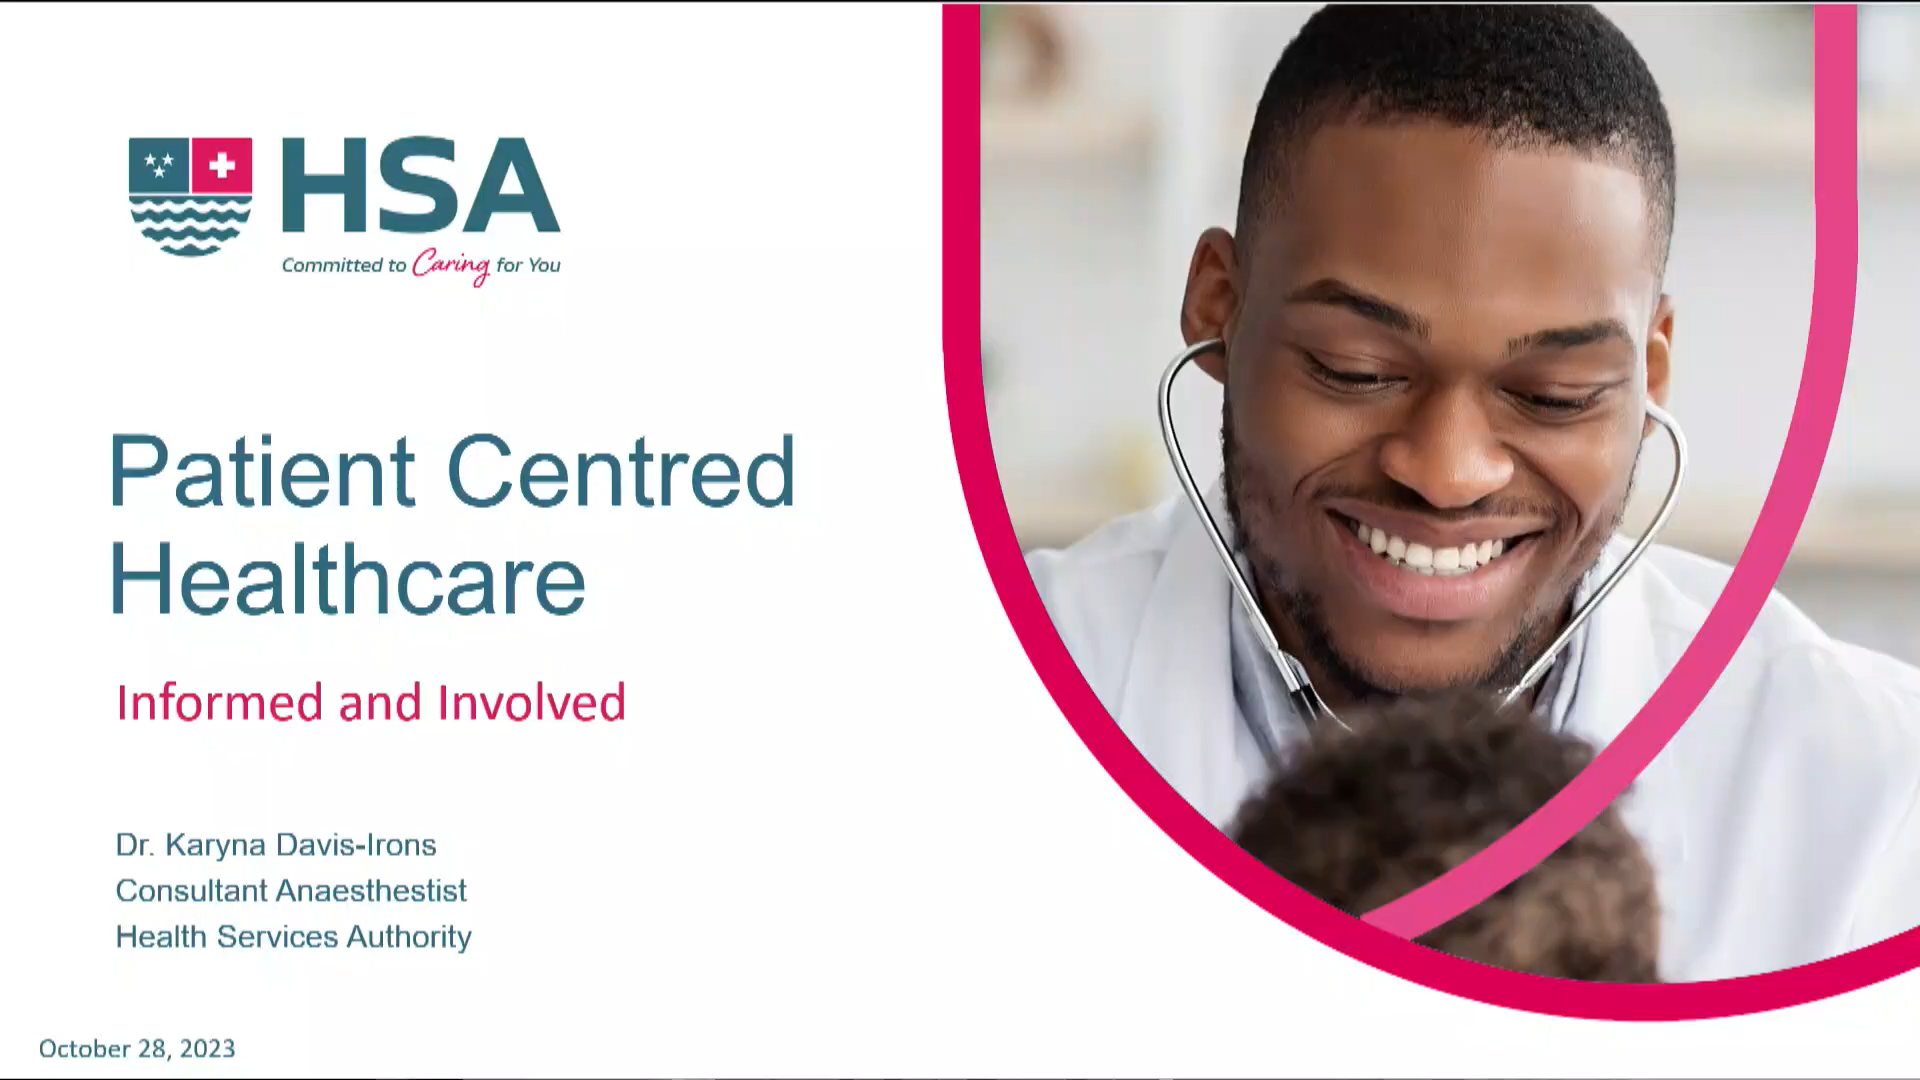 HSA
Committed to Caring for You
Patient Centred
Healthcare
Informed and Involved
Dr. Karyna Davis-Irons
Consultant Anaesthestist
Health Services Authority
October 28, 2023